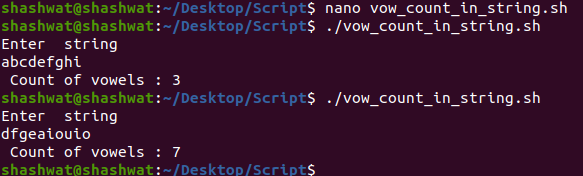 shashwat@shashwat:~/Desktop/Script$ nano vow_count_in_string.sh
shashwat@shashwat:~/Desktop/Script$ ./vow_count_in_string.sh
Enter  string
abcdefghi
 Count of vowels : 3
shashwat@shashwat:~/Desktop/Script$ ./vow_count_in_string.sh
Enter  string
dfgeaiouio
 Count of vowels : 7
shashwat@shashwat:~/Desktop/Script$